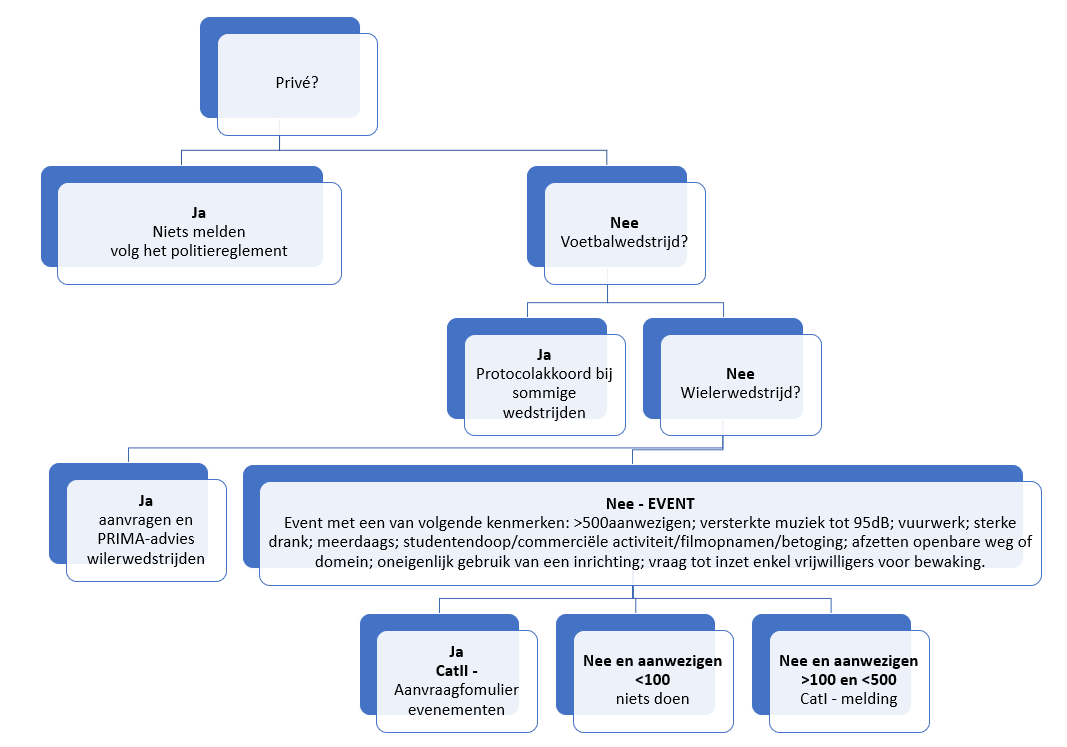 Privé?
Ja
Niets melden
volg het politiereglement
Nee
Voetbalwedstrijd?
Ja
Protocolakkoord bij
sommige
wedstrijden
Nee
Wielerwedstrijd?
Ja
aanvragen en
PRIMA-advies
wilerwedstrijden
Nee - EVENT
Event met een van volgende kenmerken: >500aanwezigen; versterkte muziek tot 95dB; vuurwerk; sterke
drank; meerdaags; studentendoop/commerciële activiteit/filmopnamen/betoging; afzetten openbare weg of
domein; oneigenlijk gebruik van een inrichting; vraag tot inzet enkel vrijwilligers voor bewaking.
Ja
CatII -
Aanvraagfomulier
evenementen
Nee en aanwezigen
<100
niets doen
Nee en aanwezigen
>100 en <500
CatI - melding